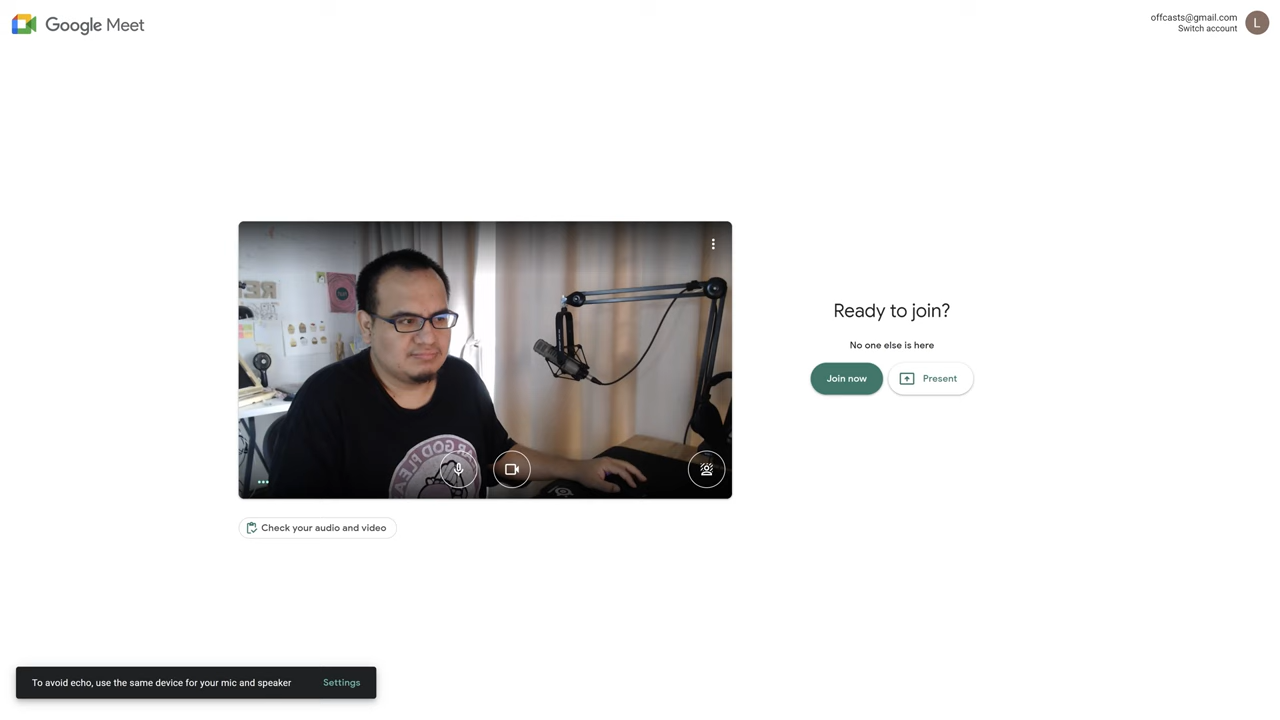 Google Meet
offcasts@gmail.com
Switch account
L
Ready to join?
No one else is here
Join now
Present
Check your audio and video
To avoid echo, use the same device for your mic and speaker
Settings